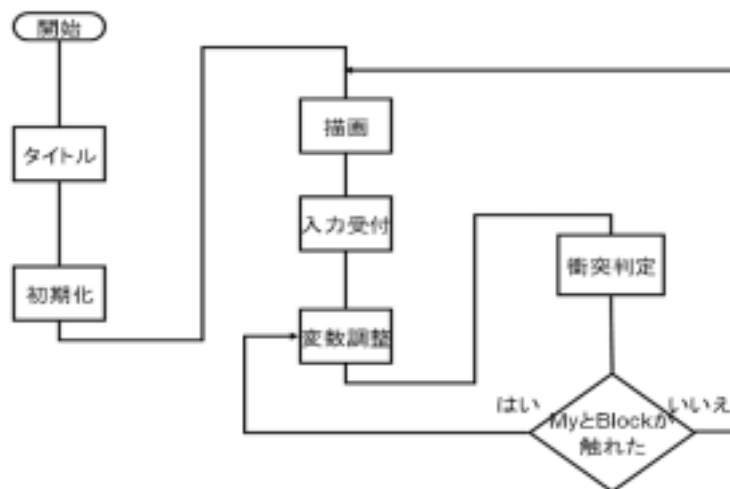 開始
タイトル
初期化
描画
入力受付
変数調整
衝突判定
はい
MyとBlockが
触れた
いいえ